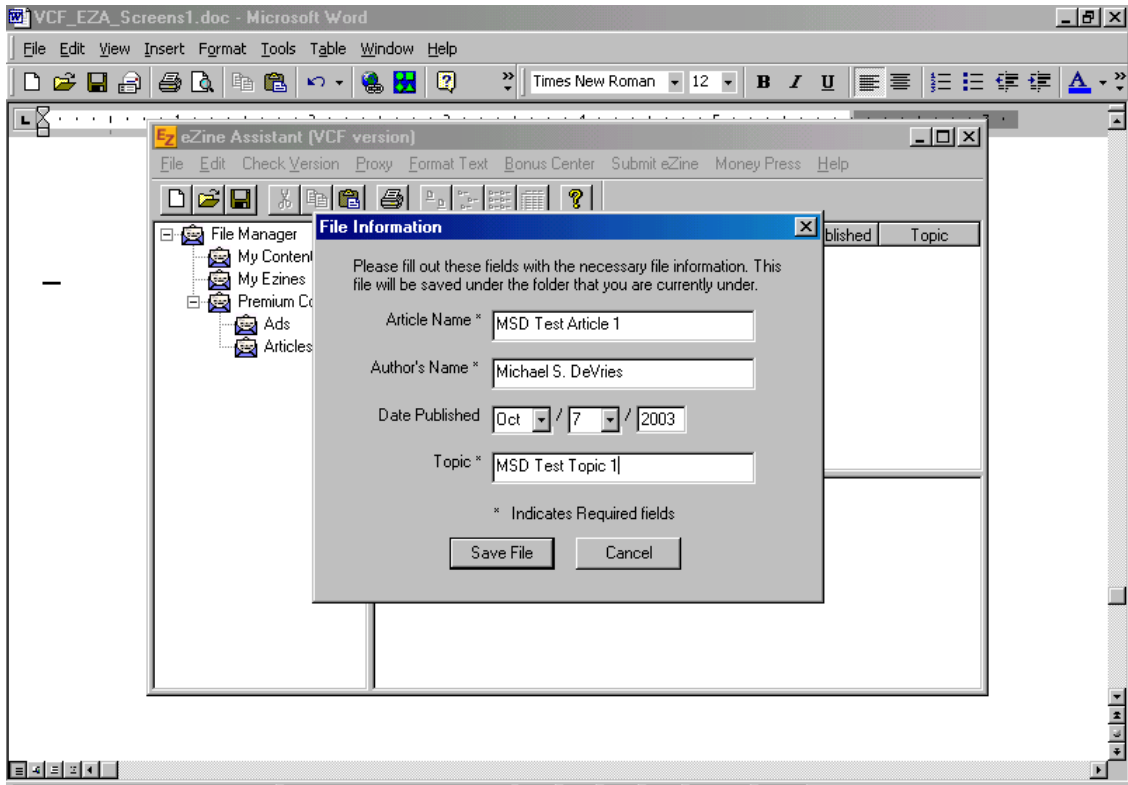 VCF_EZA_Screens1.doc - Microsoft Word
File Edit View Insert Format Tools Table Window Help
Times New Roman 12 B I U A
Ez eZine Assistant (VCF version)
File Edit Check Version Proxy Format Text Bonus Center Submit eZine Money Press Help
File Manager
My Conten
My Ezines
Premium Co
Ads
Articles
blished Topic
File Information
Please fill out these fields with the necessary file information. This
file will be saved under the folder that you are currently under.
Article Name * MSD Test Article 1
Author's Name * Michael S. DeVries
Date Published Oct / 7 / 2003
Topic * MSD Test Topic 1
* Indicates Required fields
Save File Cancel